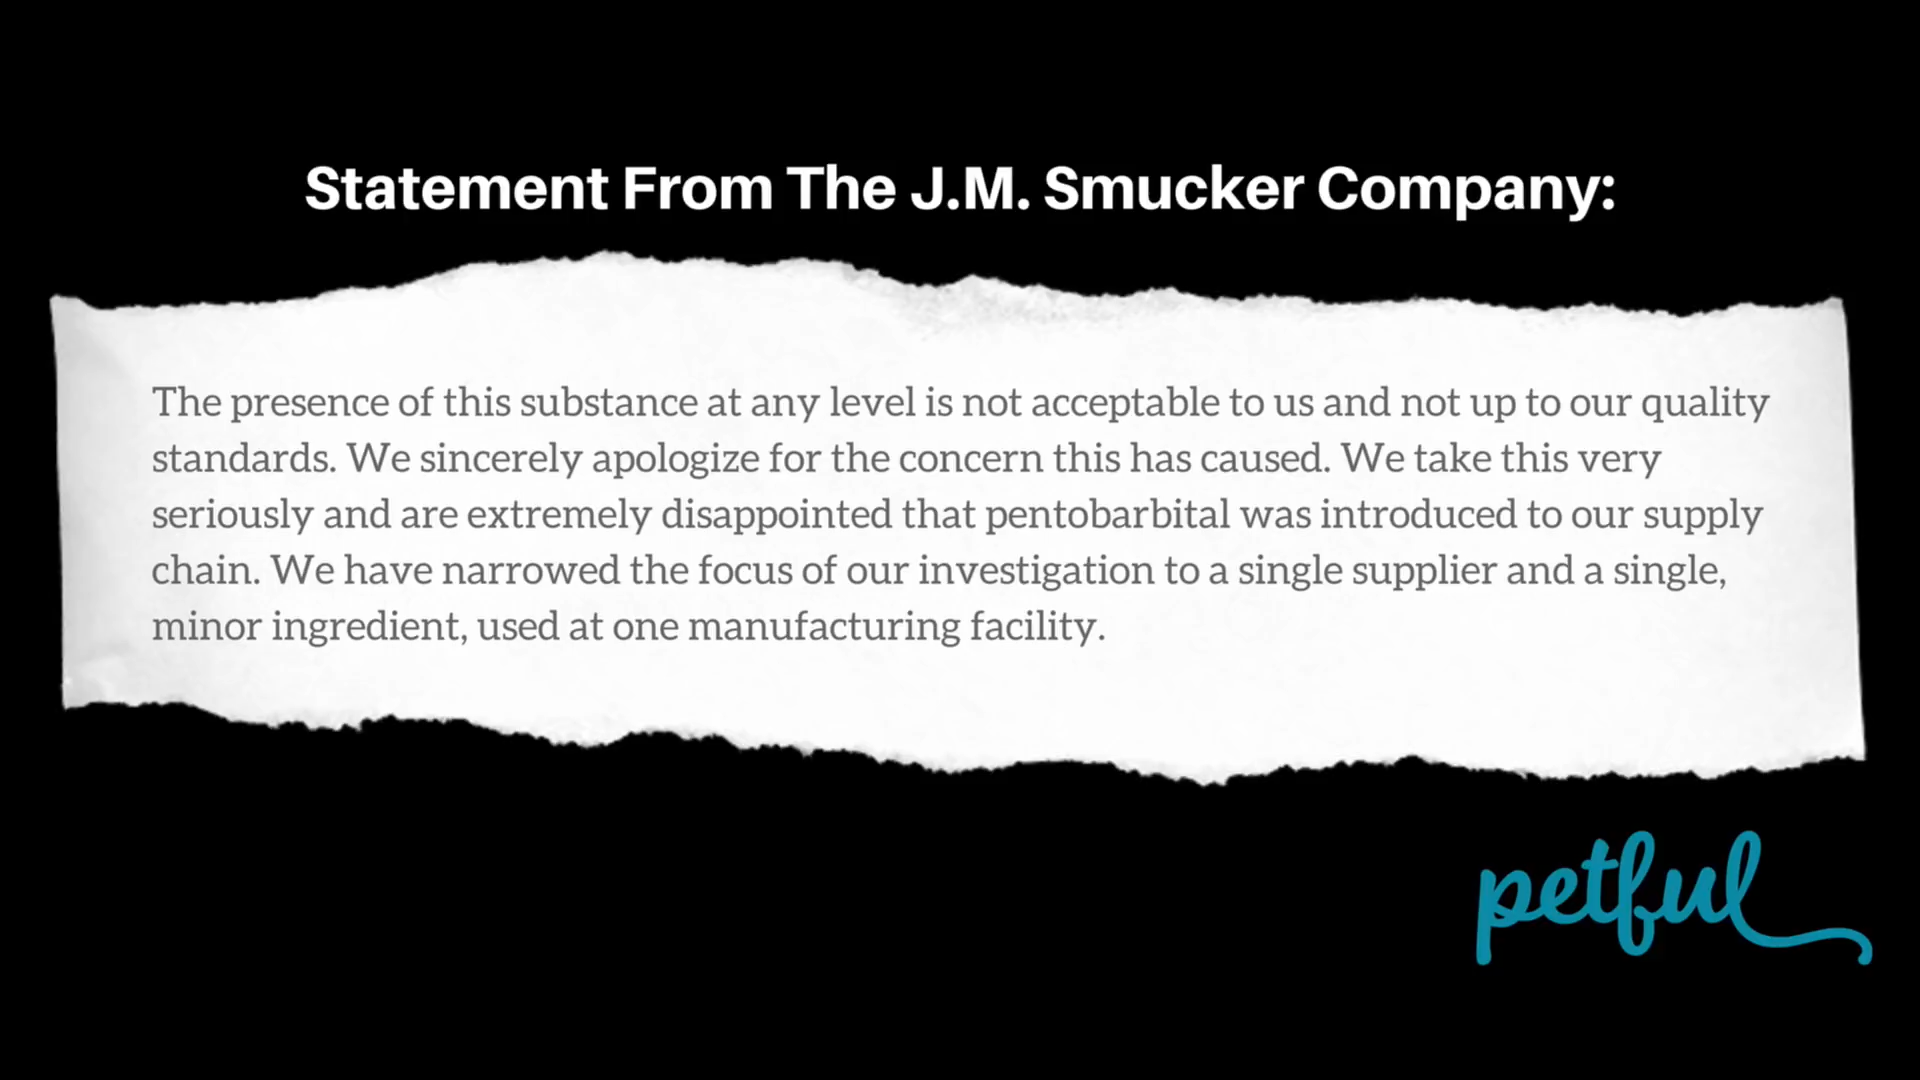 Statement From The J.M. Smucker Company:
The presence of this substance at any level is not acceptable to us and not up to our quality
standards. We sincerely apologize for the concern this has caused. We take this very
seriously and are extremely disappointed that pentobarbital was introduced to our supply
chain. We have narrowed the focus of our investigation to a single supplier and a single,
minor ingredient, used at one manufacturing facility.
petful